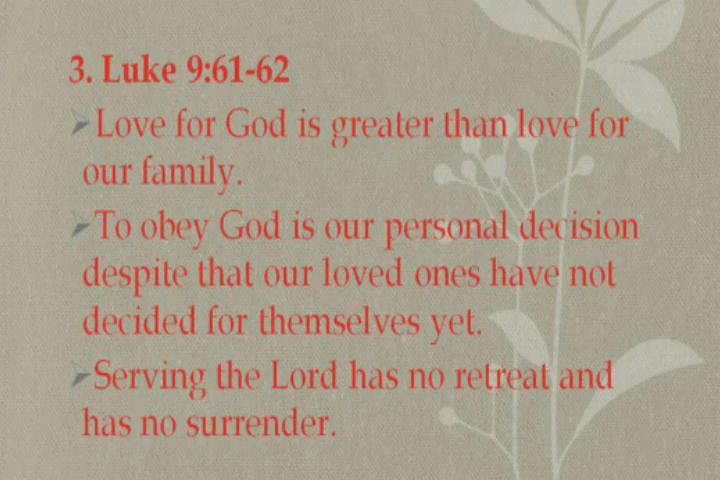 3. Luke 9:61-62
➢Love for God is greater than love for
our family.
➢To obey God is our personal decision
despite that our loved ones have not
decided for themselves yet.
➢Serving the Lord has no retreat and
has no surrender.